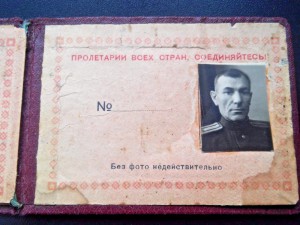 ПРОЛЕТАРИИ ВСЕХ СТРАН, СОЕДИНЯЙТЕСЬ!
№
Без фото недействительно